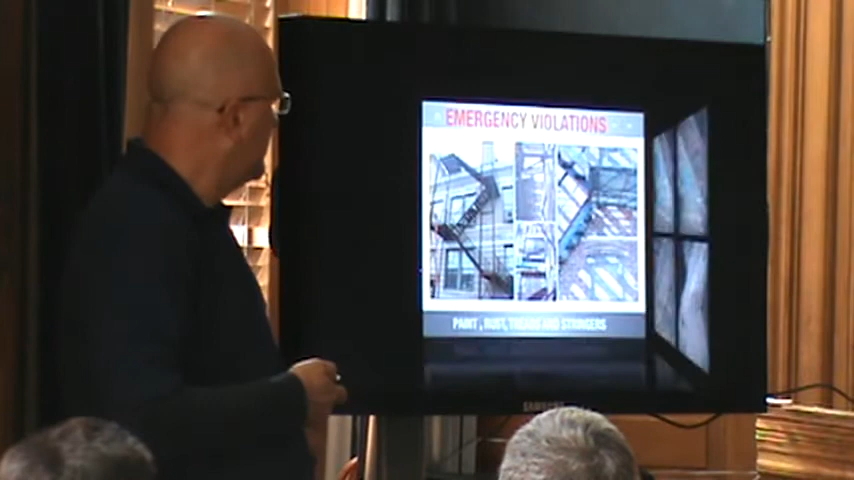 EMERGENCY VIOLATIONS
PAINT, RUST, TREADS AND STRINGERS
SAMSUNG